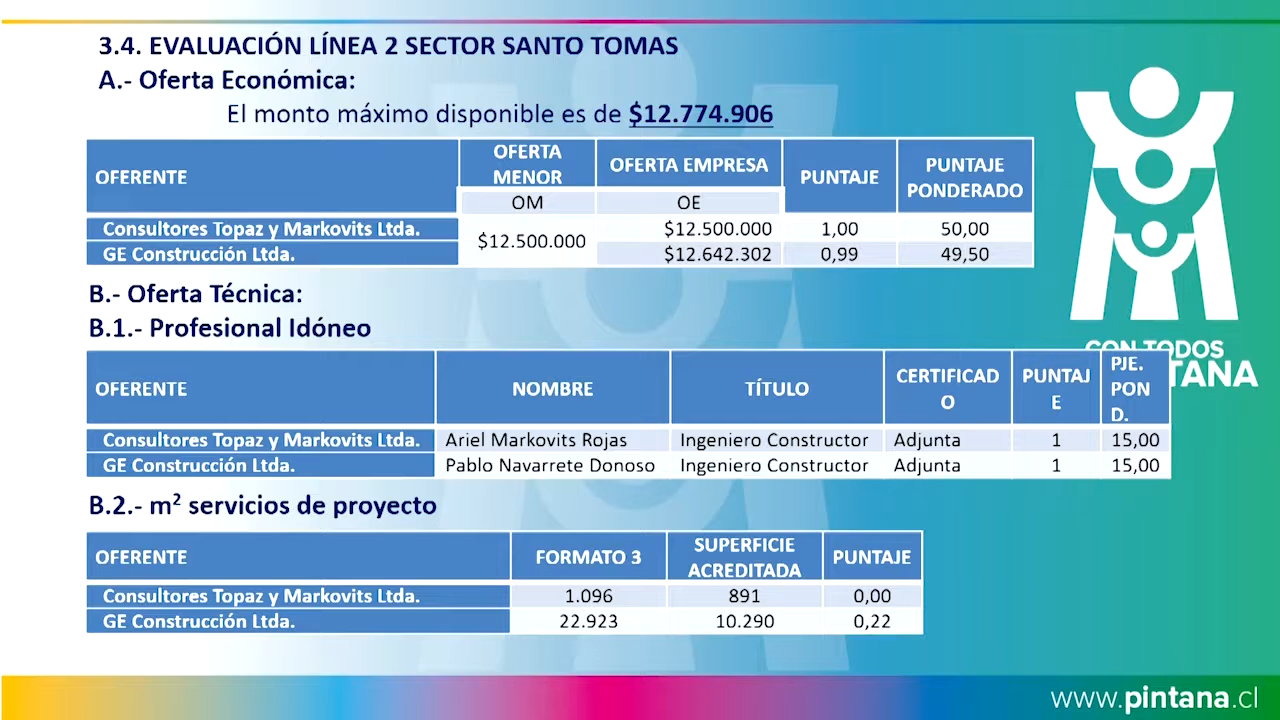 3.4. EVALUACIÓN LÍNEA 2 SECTOR SANTO TOMAS
A.- Oferta Económica:
El monto máximo disponible es de $12.774.906
OFERENTE OFERTA MENOR OFERTA EMPRESA PUNTAJE PUNTAJE PONDERADO
OM OE
Consultores Topaz y Markovits Ltda. $12.500.000 $12.500.000 1,00 50,00
GE Construcción Ltda. $12.642.302 0,99 49,50
B.- Oferta Técnica:
B.1.- Profesional Idóneo
CON TODOS
TANA
OFERENTE NOMBRE TÍTULO CERTIFICADO PUNTAJE PJE. POND.
Consultores Topaz y Markovits Ltda. Ariel Markovits Rojas Ingeniero Constructor Adjunta 1 15,00
GE Construcción Ltda. Pablo Navarrete Donoso Ingeniero Constructor Adjunta 1 15,00
B.2.- m² servicios de proyecto
OFERENTE FORMATO 3 SUPERFICIE ACREDITADA PUNTAJE
Consultores Topaz y Markovits Ltda. 1.096 891 0,00
GE Construcción Ltda. 22.923 10.290 0,22
www.pintana.cl